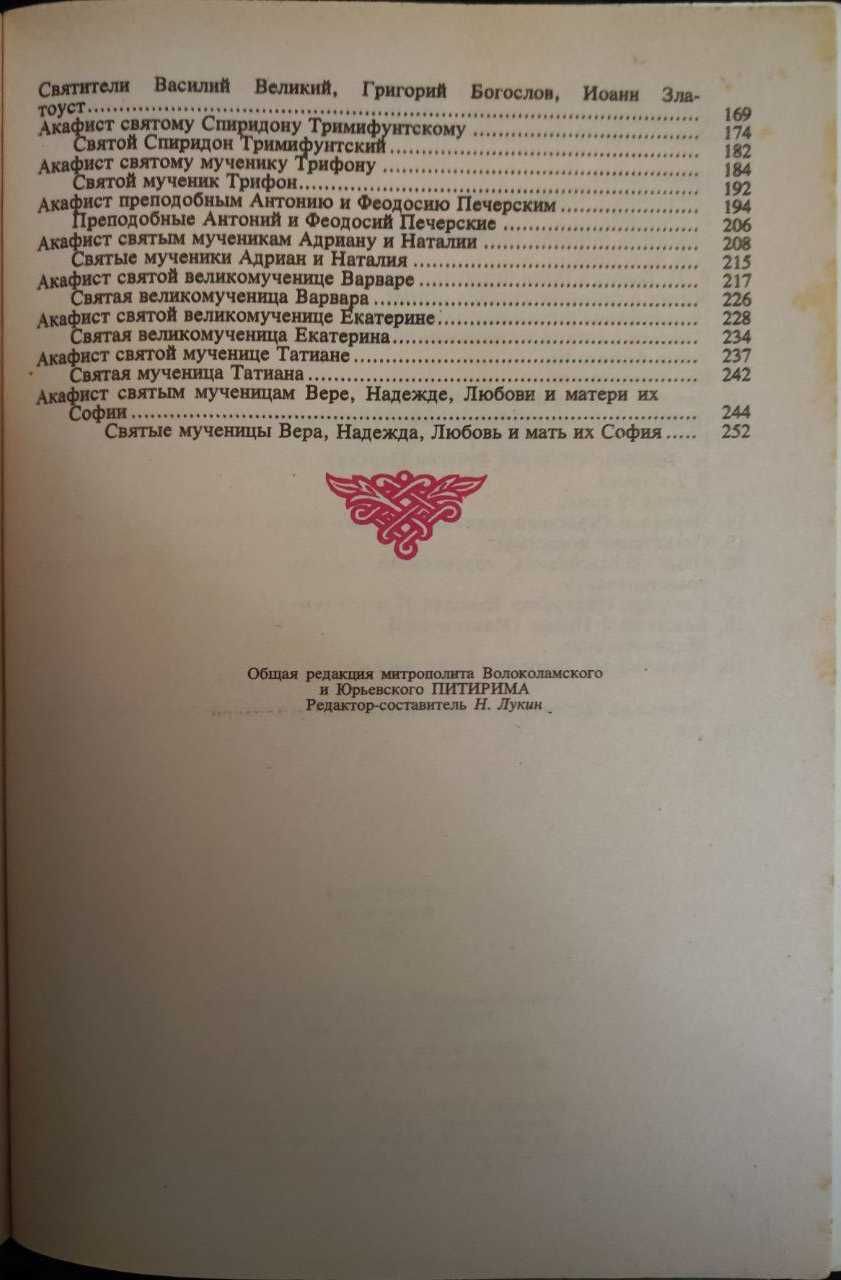 Святители Василий Великий, Григорий Богослов, Иоанн Зла-
тоуст........ 169
Акафист святому Спиридону Тримифунтскому ........ 174
Святой Спиридон Тримифунтский ........ 182
Акафист святому мученику Трифону ........ 184
Святой мученик Трифон ........ 192
Акафист преподобным Антонию и Феодосию Печерским ........ 194
Преподобные Антоний и Феодосий Печерские ........ 206
Акафист святым мученикам Адриану и Наталии ........ 208
Святые мученики Адриан и Наталия ........ 215
Акафист святой великомученице Варваре ........ 217
Святая великомученица Варвара ........ 226
Акафист святой великомученице Екатерине ........ 228
Святая великомученица Екатерина ........ 234
Акафист святой мученице Татиане ........ 237
Святая мученица Татиана ........ 242
Акафист святым мученицам Вере, Надежде, Любови и матери их
Софии ........ 244
Святые мученицы Вера, Надежда, Любовь и мать их София ..... 252
Общая редакция митрополита Волоколамского
и Юрьевского ПИТИРИМА
Редактор-составитель Н. Лукин